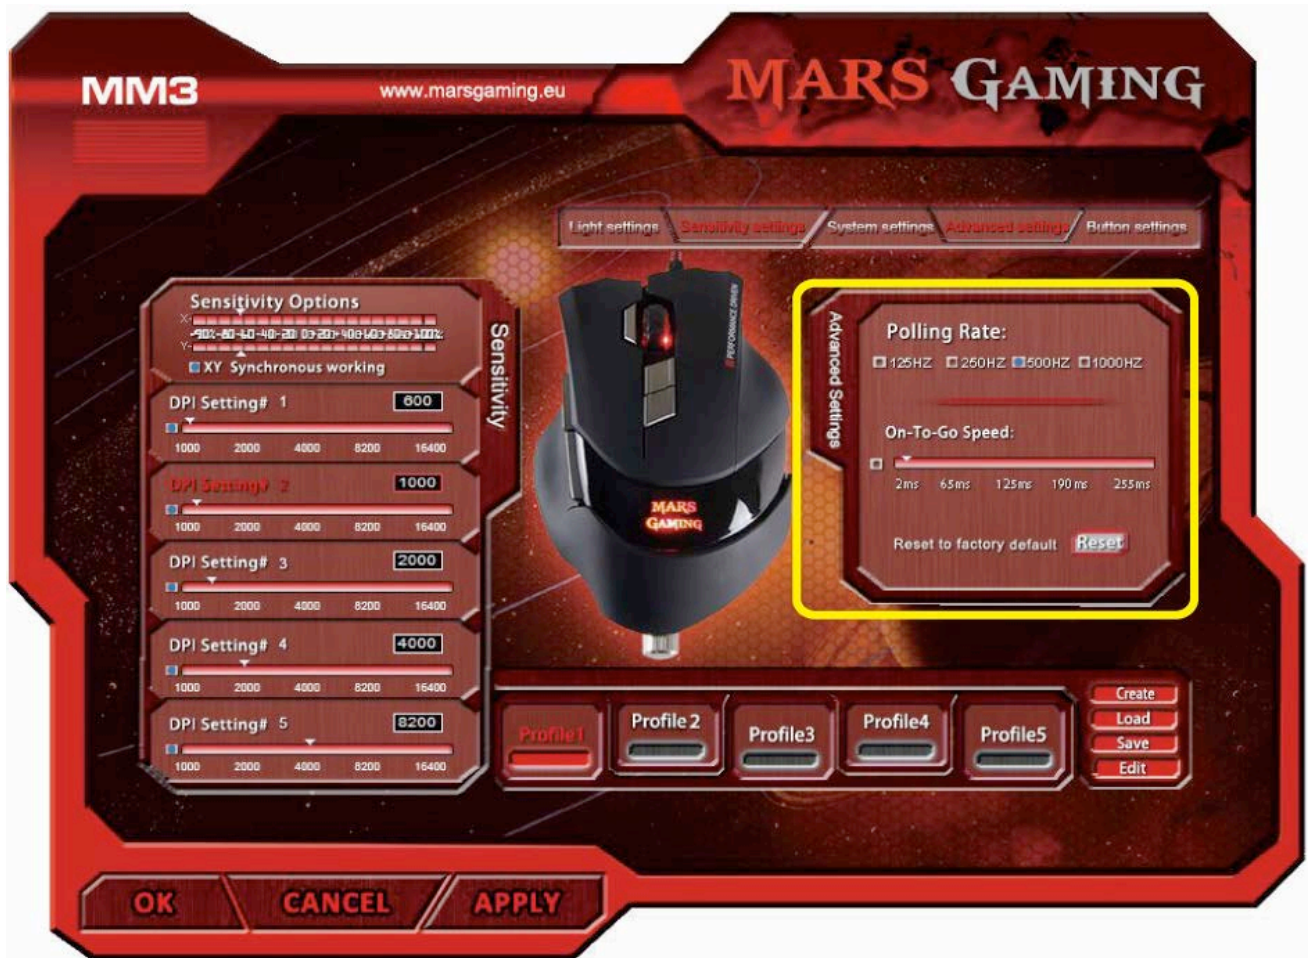 MM3
www.marsgaming.eu
MARS GAMING
Light settings Sensitivity settings System settings Advanced settings Button settings
Sensitivity Options
X-
Y-
XY Synchronous working
Sensitivity
DPI Setting# 1 600
1000 2000 4000 8200 16400
DPI Setting# 2 1000
1000 2000 4000 8200 16400
DPI Setting# 3 2000
1000 2000 4000 8200 16400
DPI Setting# 4 4000
1000 2000 4000 8200 16400
DPI Setting# 5 8200
1000 2000 4000 8200 16400
PERFORMANCE DRIVEN
MARS
GAMING
Advanced Settings
Polling Rate:
125HZ 250HZ 500HZ 1000HZ
On-To-Go Speed:
2ms 65ms 125ms 190ms 255ms
Reset to factory default Reset
Profile1 Profile2 Profile3 Profile4 Profile5
Create
Load
Save
Edit
OK CANCEL APPLY